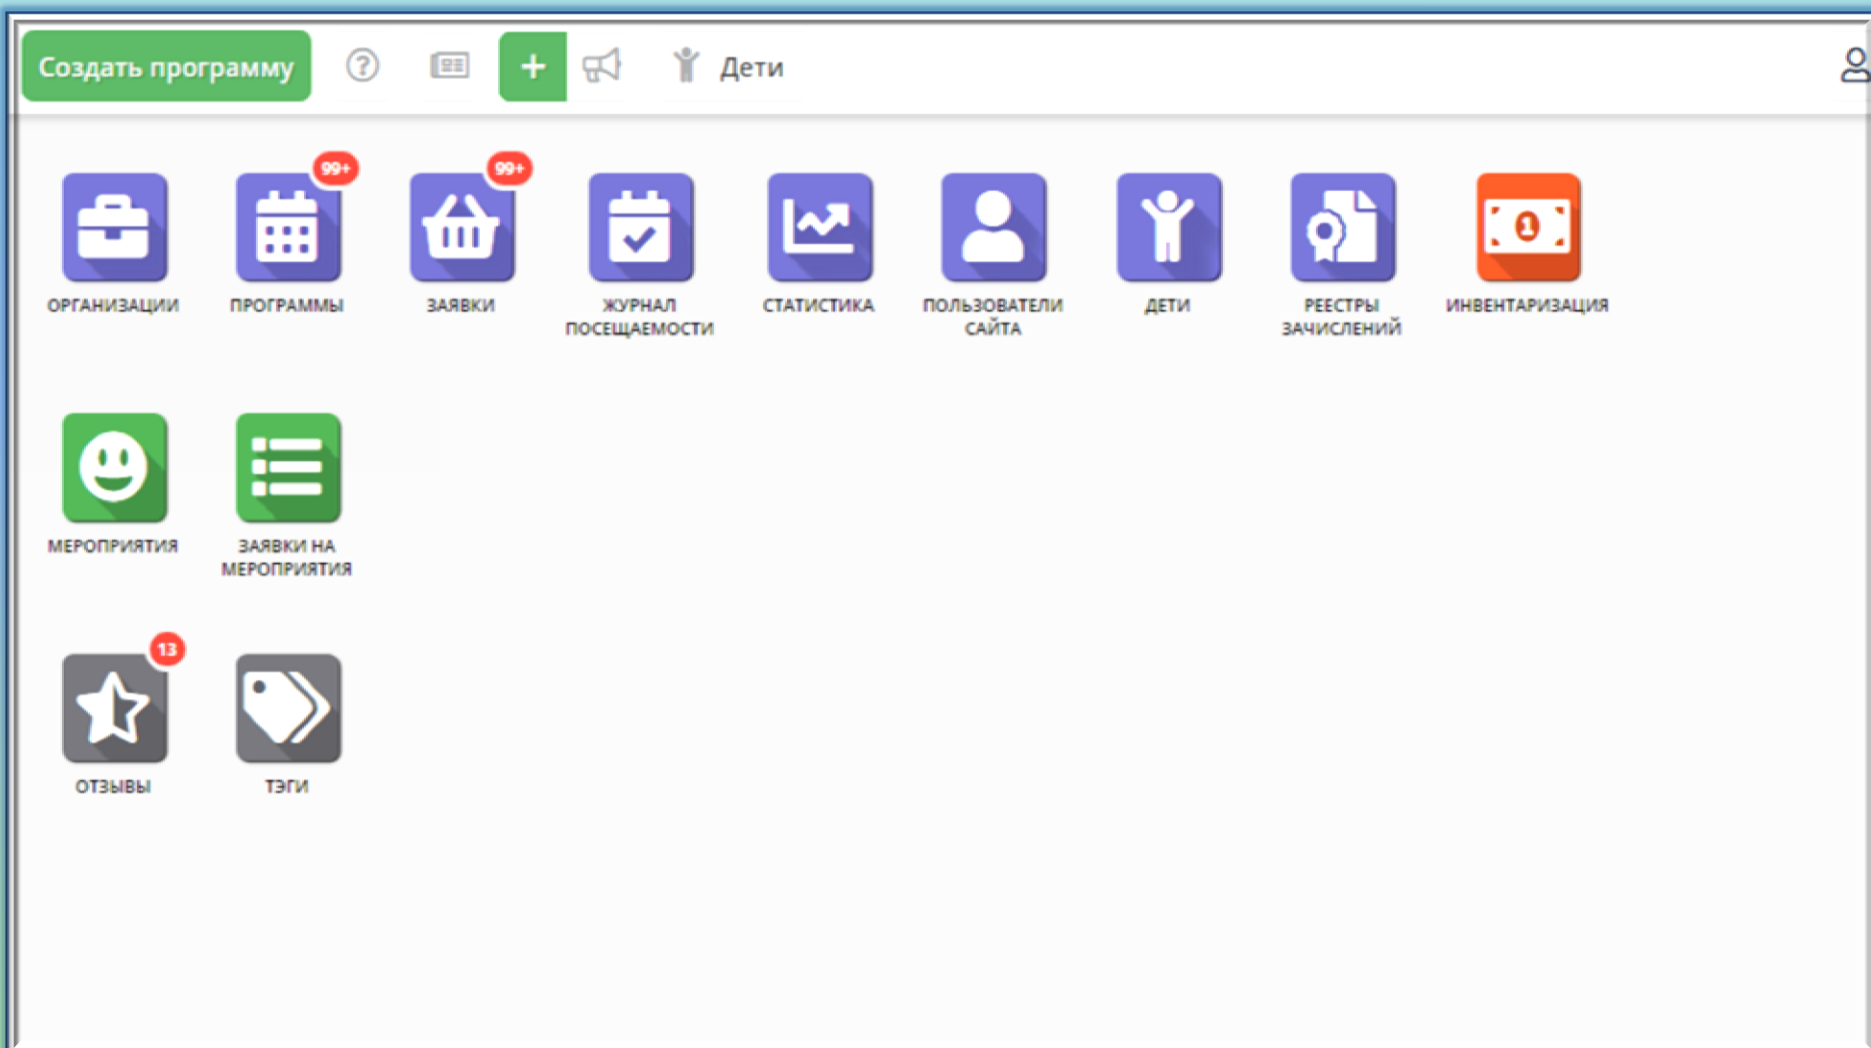 Создать программу
+
Дети
99+
99+
ОРГАНИЗАЦИИ
ПРОГРАММЫ
ЗАЯВКИ
ЖУРНАЛ
ПОСЕЩАЕМОСТИ
СТАТИСТИКА
ПОЛЬЗОВАТЕЛИ
САЙТА
ДЕТИ
РЕЕСТРЫ
ЗАЧИСЛЕНИЙ
1
ИНВЕНТАРИЗАЦИЯ
МЕРОПРИЯТИЯ
ЗАЯВКИ НА
МЕРОПРИЯТИЯ
13
ОТЗЫВЫ
ТЭГИ